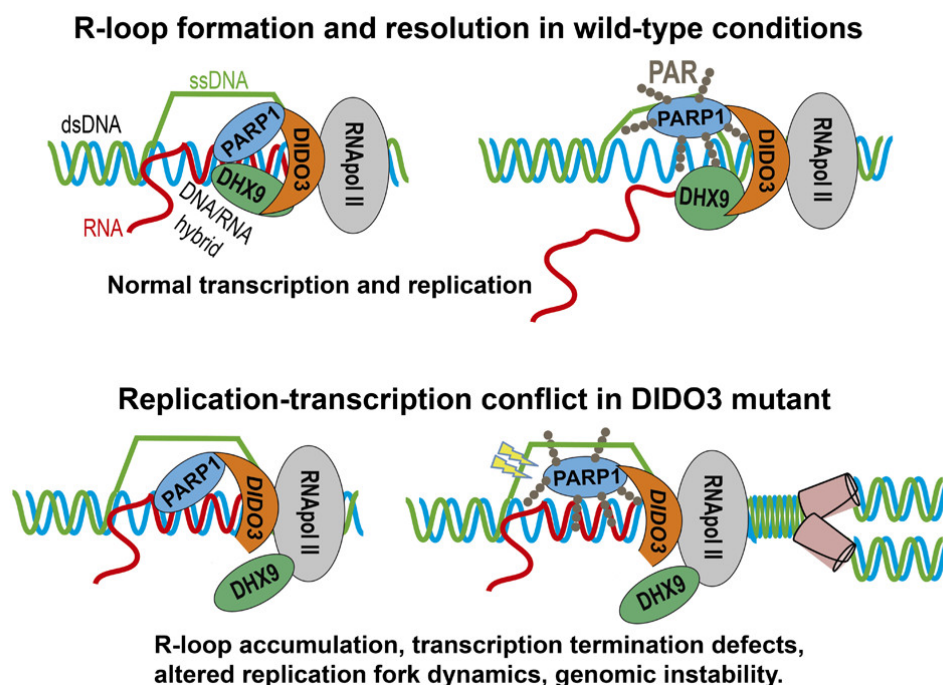 R-loop formation and resolution in wild-type conditions
ssDNA
dsDNA
PARP1
DIDO3
RNApol II
DHX9
RNA
DNA/RNA
hybrid
PAR
PARP1
DIDO3
RNApol II
DHX9
Normal transcription and replication
Replication-transcription conflict in DIDO3 mutant
PARP1
DIDO3
RNApol II
DHX9
PARP1
DIDO3
RNApol II
DHX9
R-loop accumulation, transcription termination defects,
altered replication fork dynamics, genomic instability.